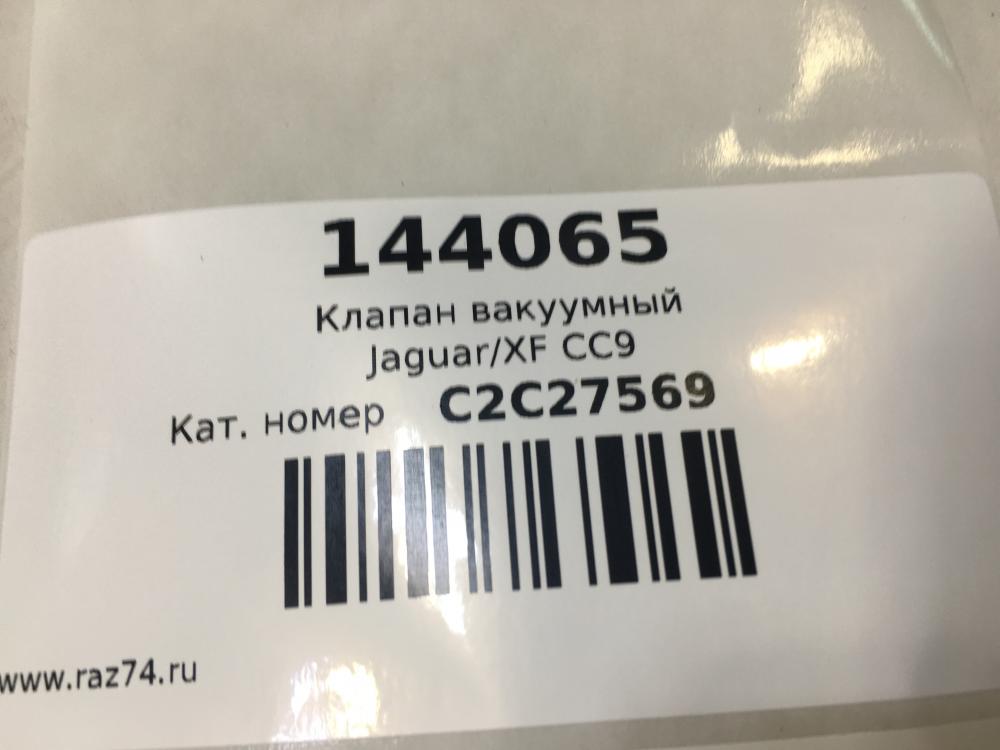 144065
Клапан вакуумный
Jaguar/XF CC9
Кат. номер C2C27569
www.raz74.ru